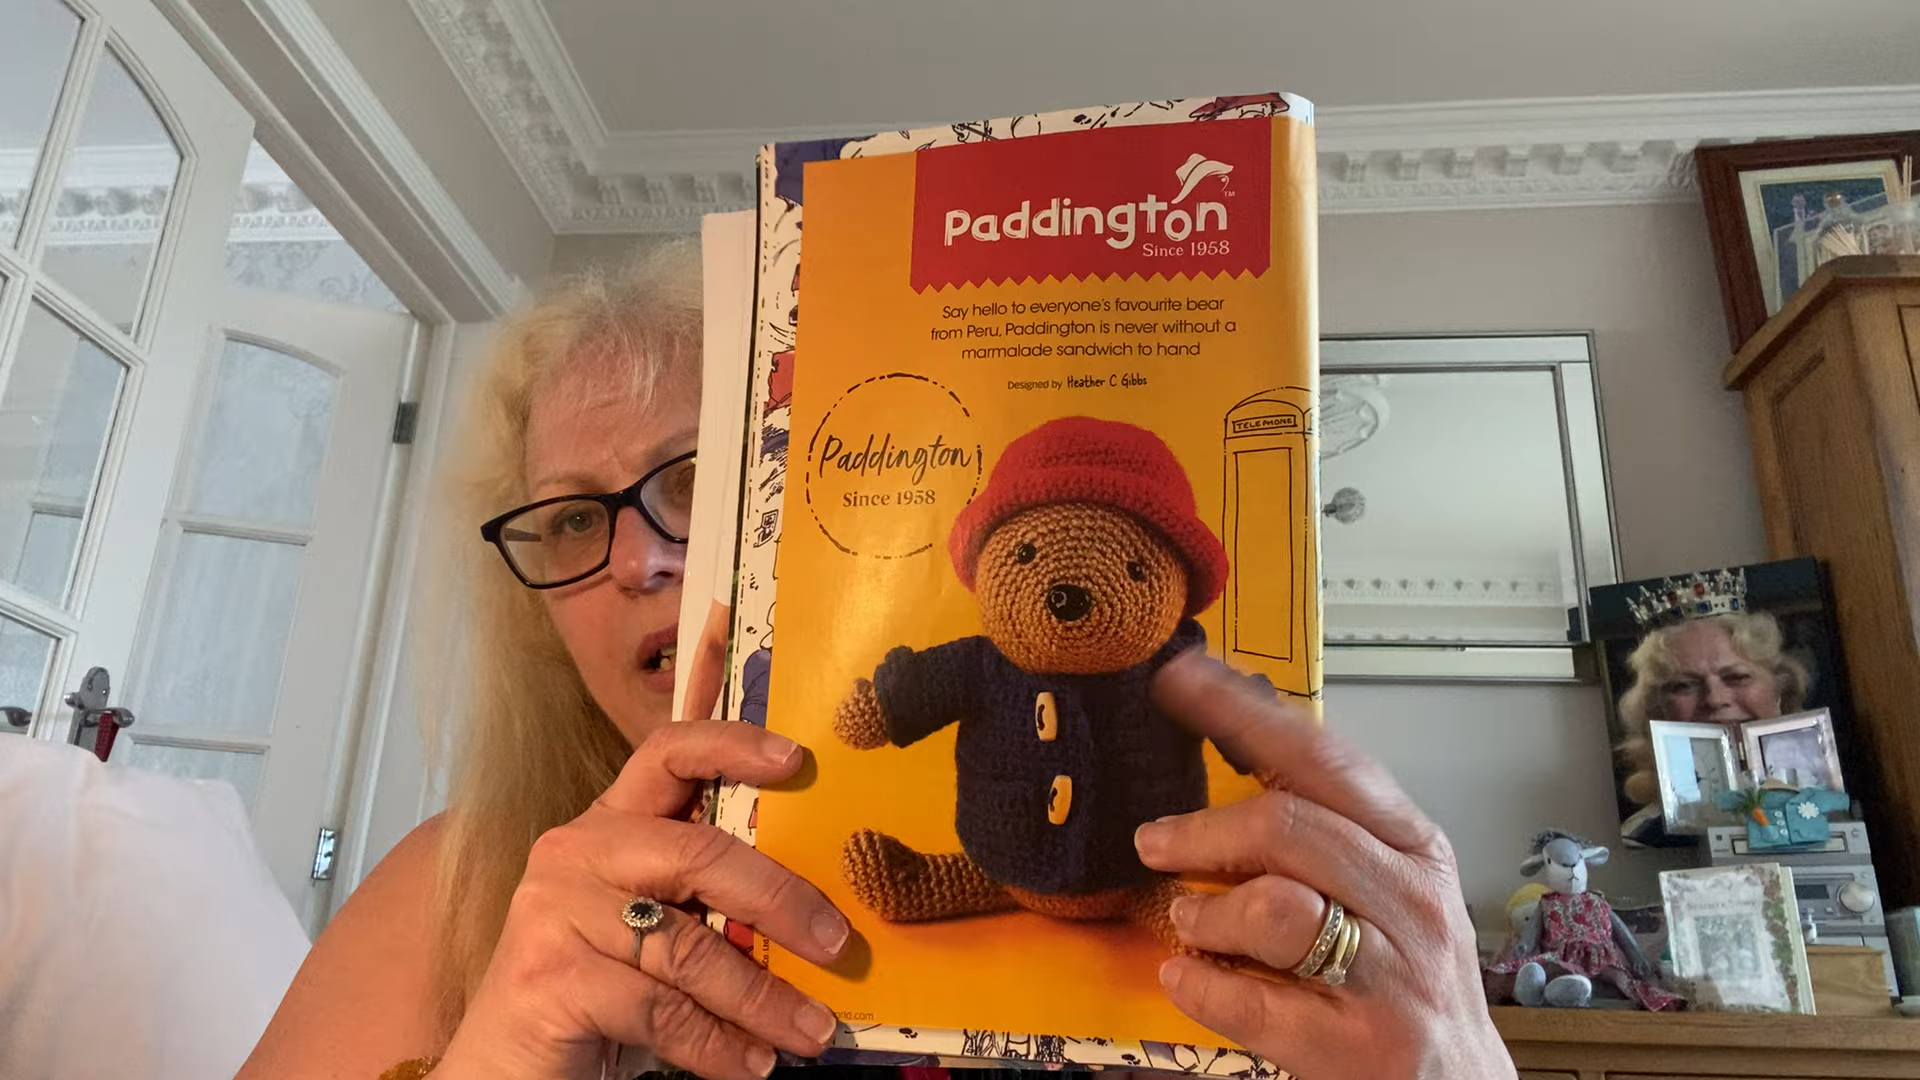 Paddington™
Since 1958
Say hello to everyone's favourite bear
from Peru, Paddington is never without a
marmalade sandwich to hand
Designed by Heather C Gibbs
TELEPHONE
Paddington
Since 1958